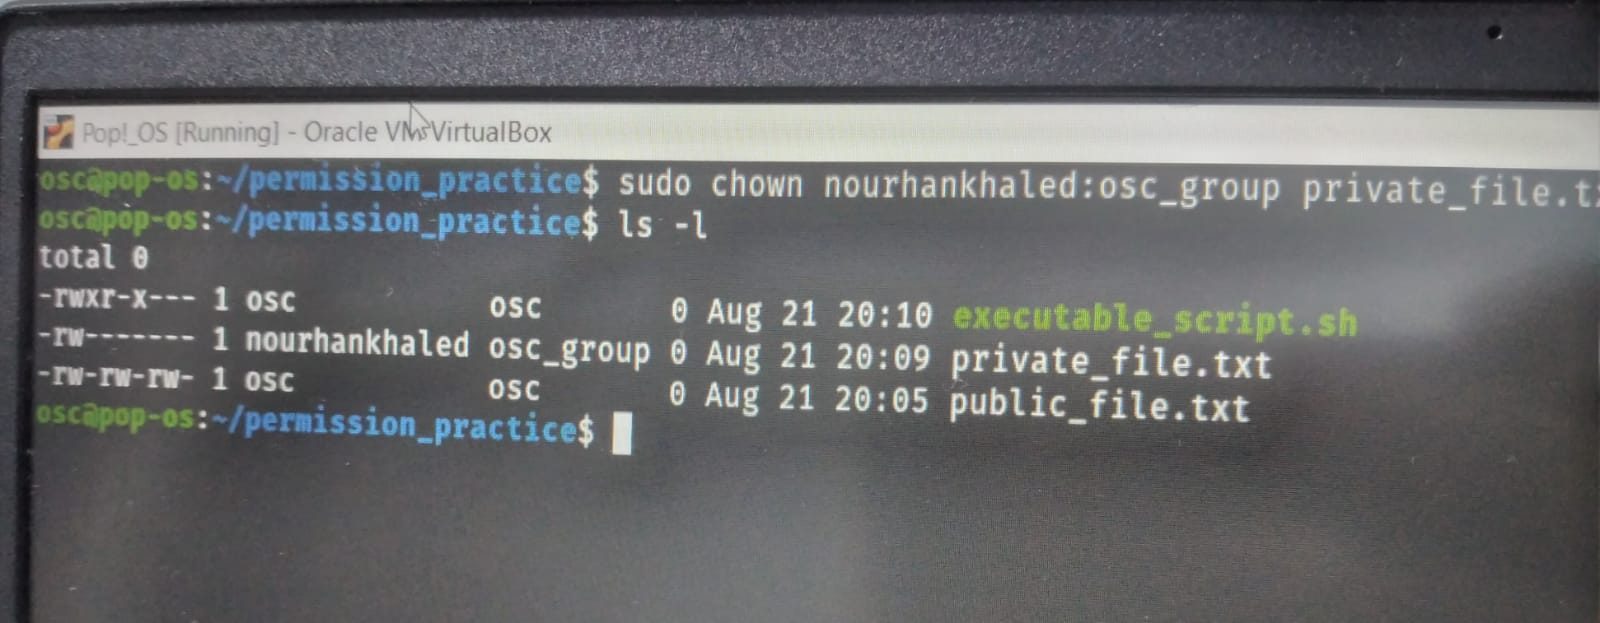 Pop!_OS [Running] - Oracle VM VirtualBox
osc@pop-os:~/permission_practice$ sudo chown nourhankhaled:osc_group private_file.t
osc@pop-os:~/permission_practice$ ls -l
total 0
-rwxr-x--- 1 osc osc 0 Aug 21 20:10 executable_script.sh
-rw------- 1 nourhankhaled osc_group 0 Aug 21 20:09 private_file.txt
-rw-rw-rw- 1 osc osc 0 Aug 21 20:05 public_file.txt
osc@pop-os:~/permission_practice$